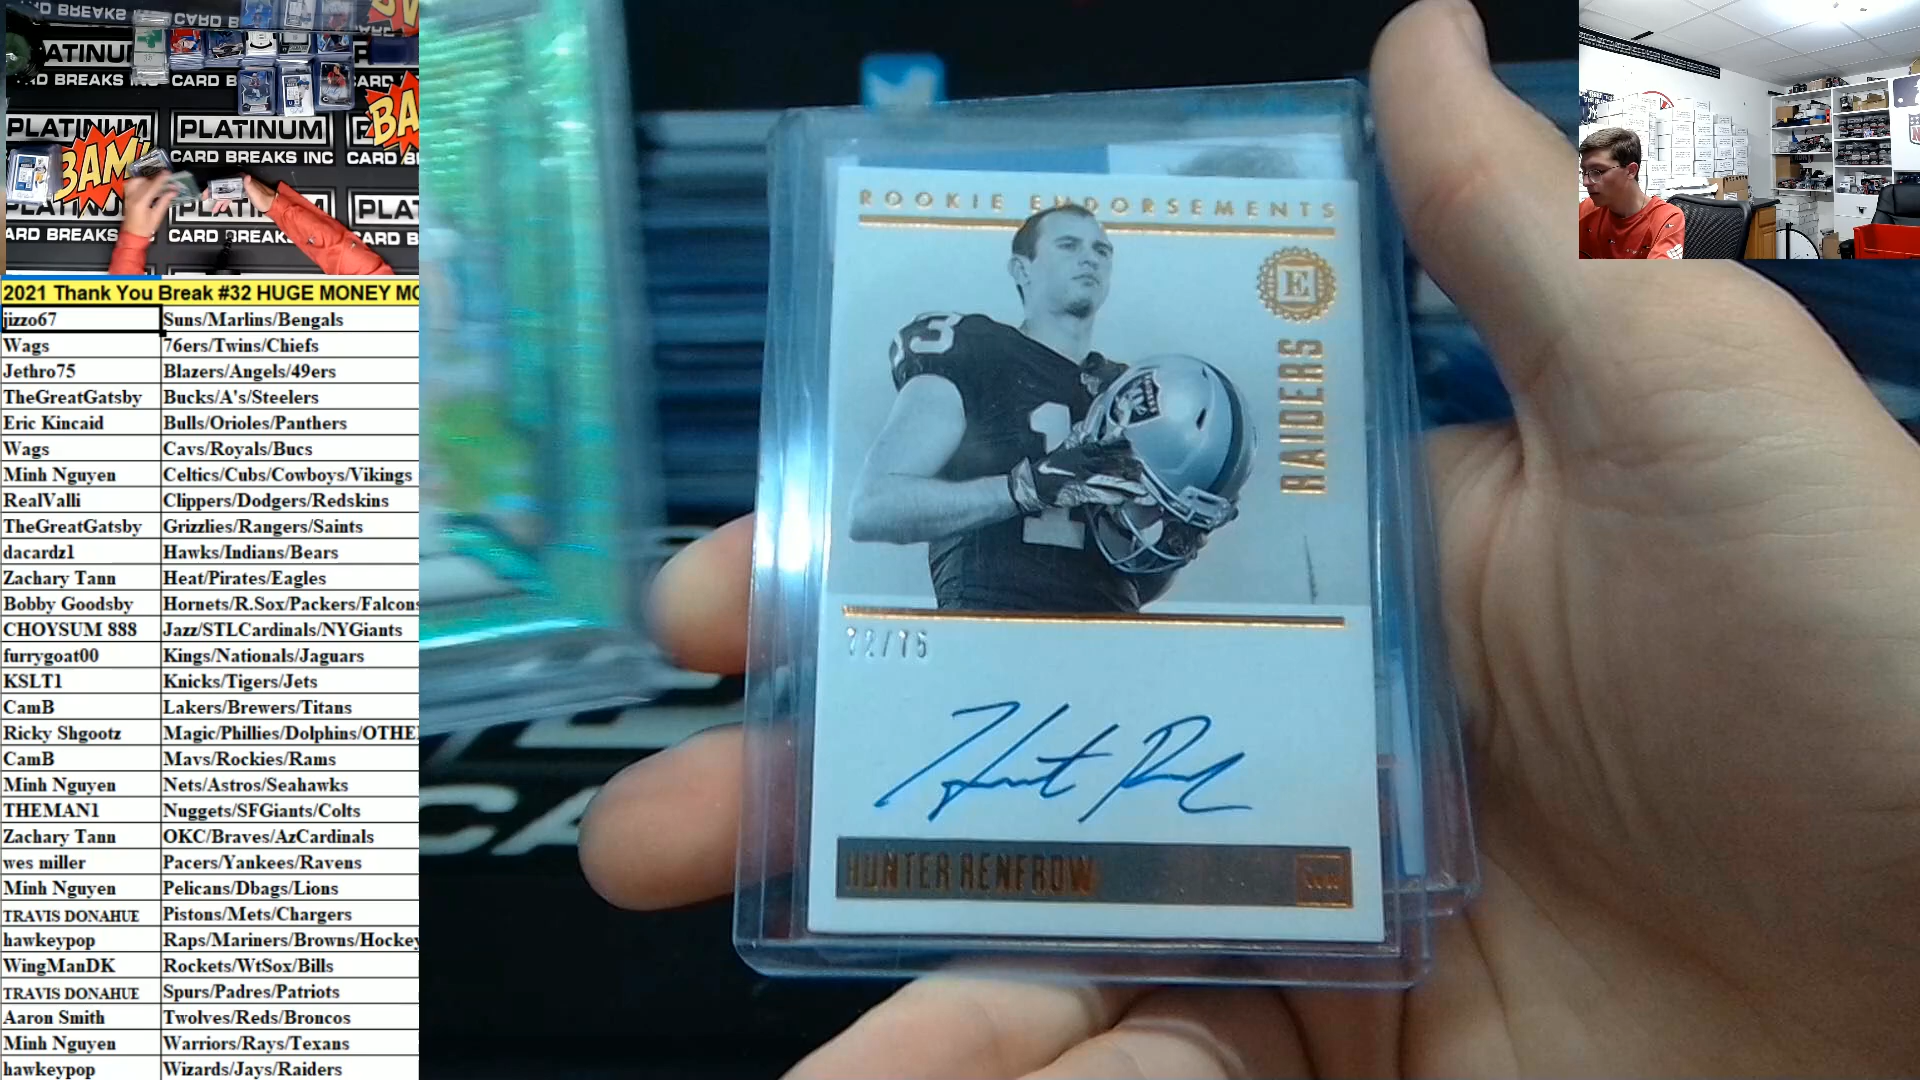 CARD B
PLATINUM
CARD BREAKS INC
BAM!
PLATINUM
CARD BREAKS INC
2021 Thank You Break #32 HUGE MONEY MO
jizzo67 Suns/Marlins/Bengals
Wags 76ers/Twins/Chiefs
Jethro75 Blazers/Angels/49ers
TheGreatGatsby Bucks/A's/Steelers
Eric Kincaid Bulls/Orioles/Panthers
Wags Cavs/Royals/Bucs
Minh Nguyen Celtics/Cubs/Cowboys/Vikings
RealValli Clippers/Dodgers/Redskins
TheGreatGatsby Grizzlies/Rangers/Saints
dacardz1 Hawks/Indians/Bears
Zachary Tann Heat/Pirates/Eagles
Bobby Goodsby Hornets/R.Sox/Packers/Falcons
CHOYSUM 888 Jazz/STLCardinals/NYGiants
furrygoat00 Kings/Nationals/Jaguars
KSLT1 Knicks/Tigers/Jets
CamB Lakers/Brewers/Titans
Ricky Shgootz Magic/Phillies/Dolphins/OTHE
CamB Mavs/Rockies/Rams
Minh Nguyen Nets/Astros/Seahawks
THEMAN1 Nuggets/SFGiants/Colts
Zachary Tann OKC/Braves/AzCardinals
wes miller Pacers/Yankees/Ravens
Minh Nguyen Pelicans/Dbags/Lions
TRAVIS DONAHUE Pistons/Mets/Chargers
hawkeypop Raps/Mariners/Browns/Hockey
WingManDK Rockets/WtSox/Bills
TRAVIS DONAHUE Spurs/Padres/Patriots
Aaron Smith Twolves/Reds/Broncos
Minh Nguyen Warriors/Rays/Texans
hawkeypop Wizards/Jays/Raiders
ROOKIE ENDORSEMENTS
E
RAIDERS
72/75
Hunter Renfrow
HUNTER RENFROW